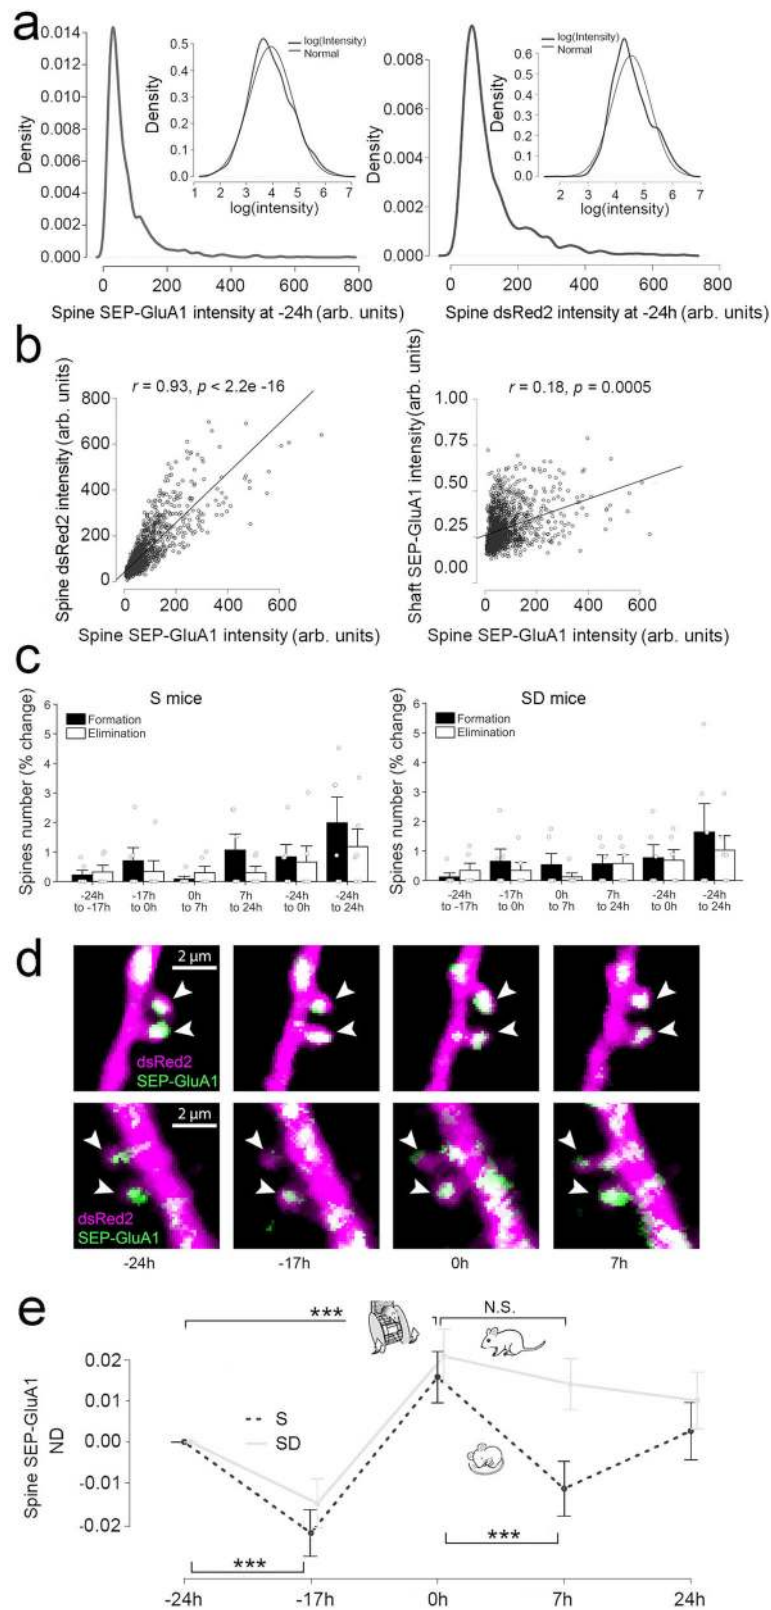 a
0.014
0.012
0.010
0.008
0.006
0.004
0.002
0.000
Density
0.5
0.4
0.3
0.2
0.1
0.0
Density
log(Intensity)
Normal
1 2 3 4 5 6 7
log(intensity)
0 200 400 600 800
Spine SEP-GluA1 intensity at -24h (arb. units)
0.008
0.006
0.004
0.002
0.000
Density
0.6
0.5
0.4
0.3
0.2
0.1
0.0
Density
log(Intensity)
Normal
2 3 4 5 6 7
log(intensity)
0 200 400 600 800
Spine dsRed2 intensity at -24h (arb. units)
b
r = 0.93, p < 2.2e -16
Spine dsRed2 intensity (arb. units)
800
600
400
200
0
0 200 400 600
Spine SEP-GluA1 intensity (arb. units)
r = 0.18, p = 0.0005
Shaft SEP-GluA1 intensity(arb. units)
1.00
0.75
0.50
0.25
0.00
0 200 400 600
Spine SEP-GluA1 intensity (arb. units)
c
S mice
Spines number (% change)
6
5
4
3
2
1
0
Formation
Elimination
-24h -17h 0h 7h -24h -24h
to -17h to 0h to 7h to 24h to 0h to 24h
SD mice
Spines number (% change)
6
5
4
3
2
1
0
Formation
Elimination
-24h -17h 0h 7h -24h -24h
to -17h to 0h to 7h to 24h to 0h to 24h
d
2 µm
dsRed2
SEP-GluA1
2 µm
dsRed2
SEP-GluA1
-24h -17h 0h 7h
e
***
N.S.
Spine SEP-GluA1
ND
0.02
0.01
0.00
-0.01
-0.02
S
SD
***
***
-24h -17h 0h 7h 24h